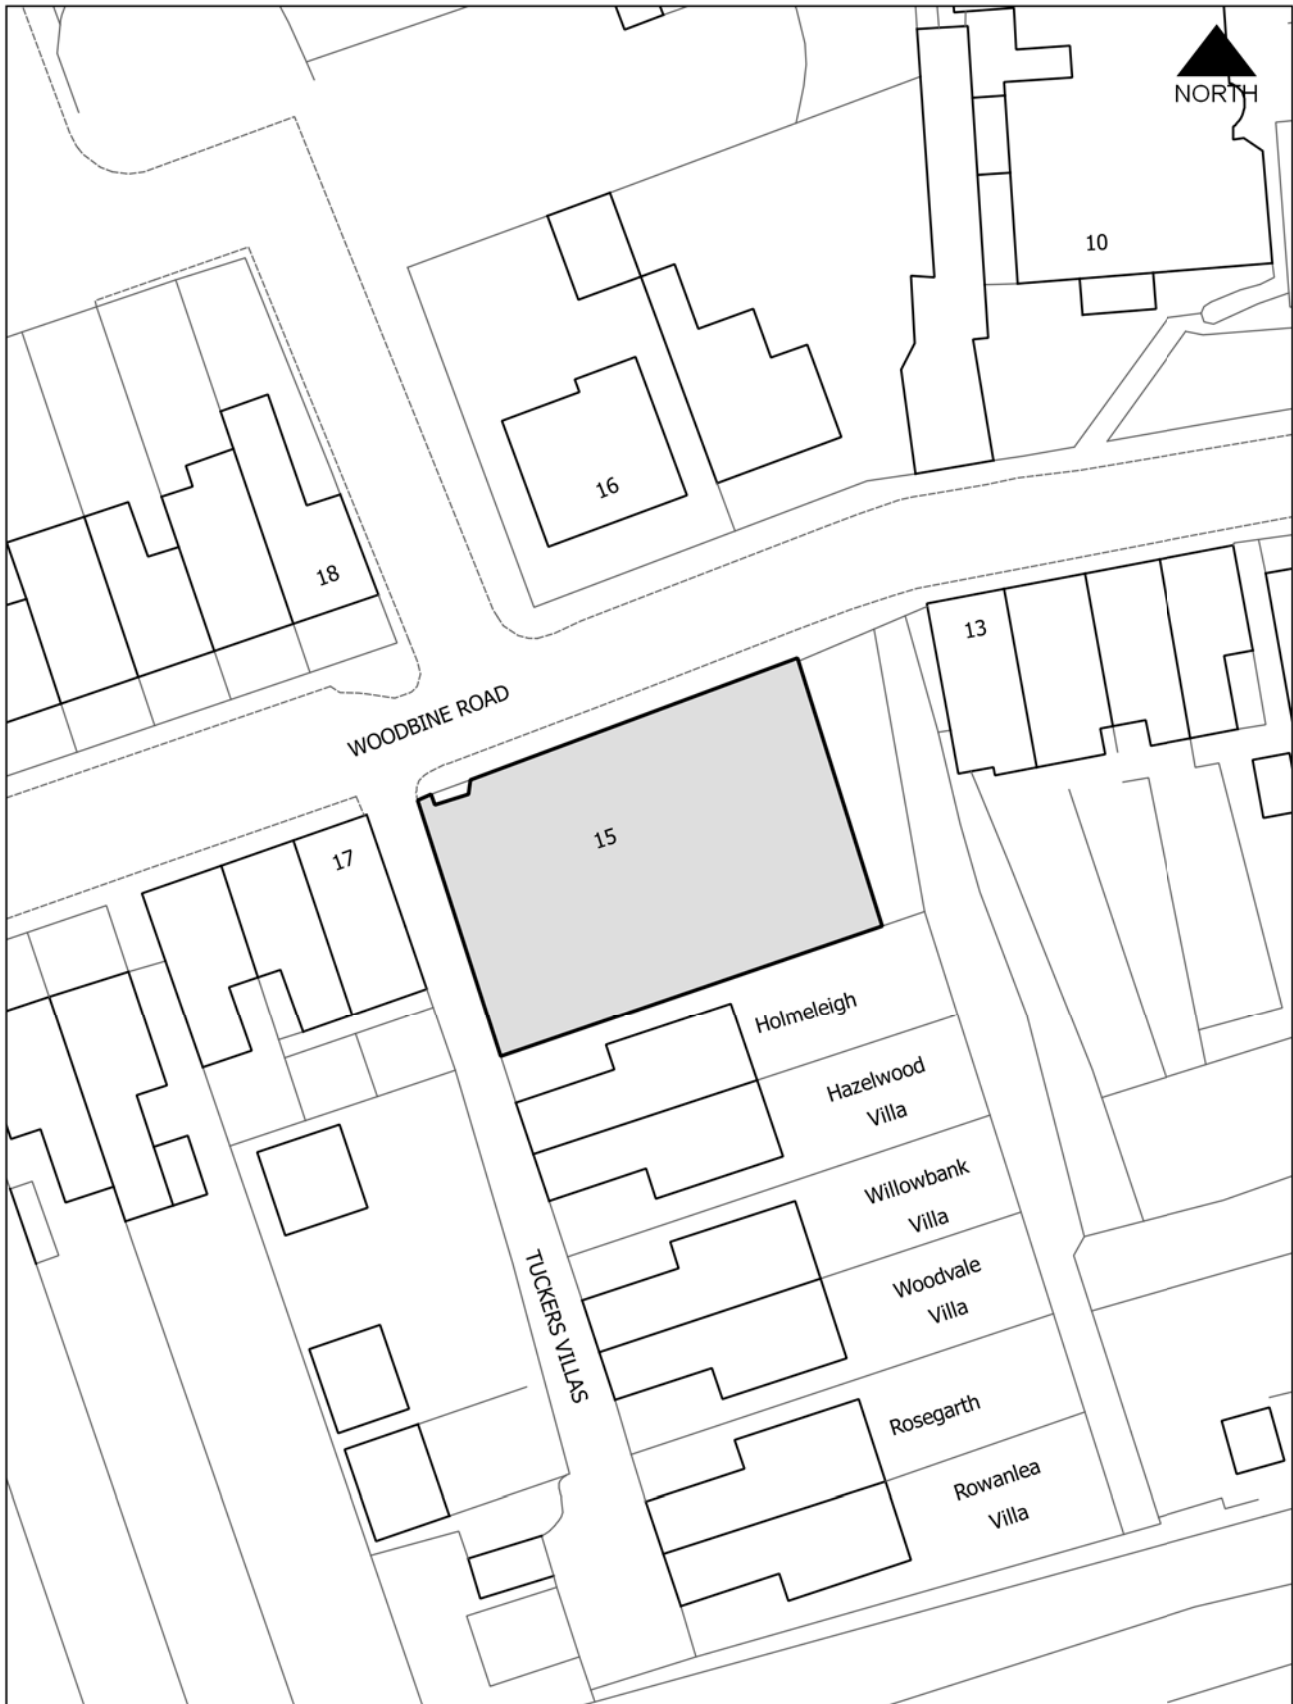 NORTH
10
16
18
13
WOODBINE ROAD
15
17
Holmeleigh
Hazelwood
Villa
Willowbank
Villa
TUCKERS VILLAS
Woodvale
Villa
Rosegarth
Rowanlea
Villa